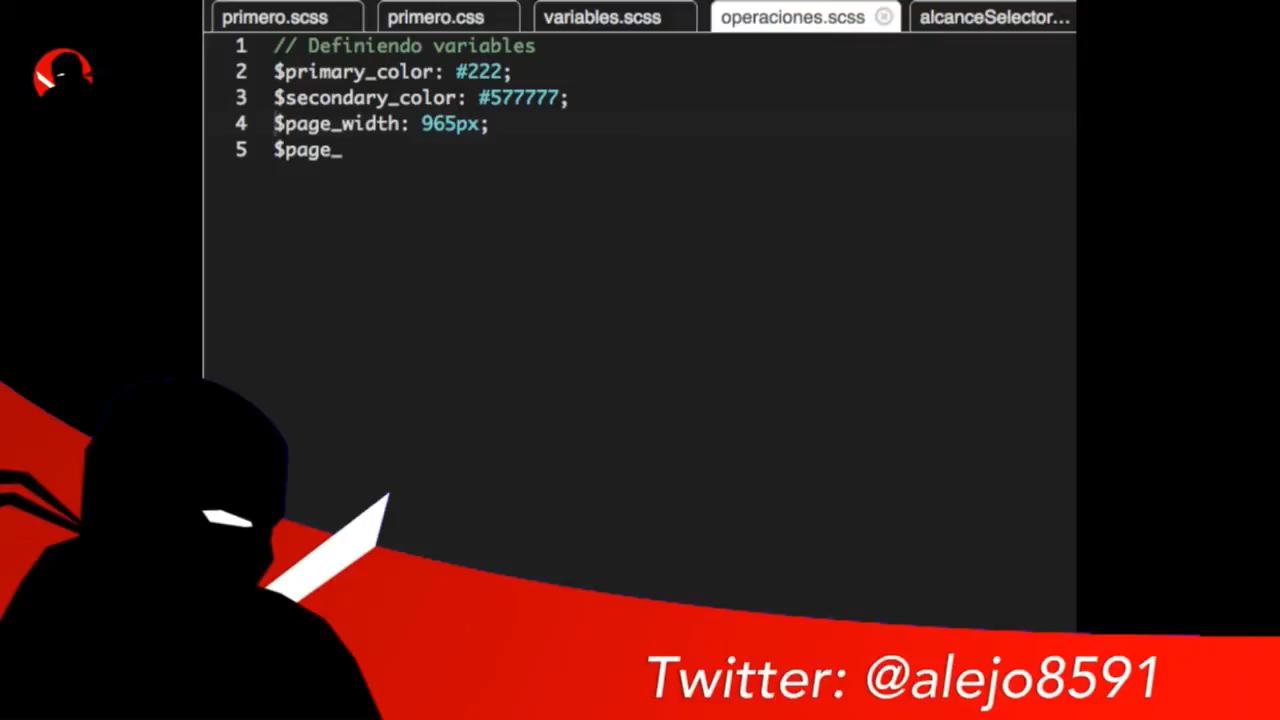 primero.scss primero.css variables.scss operaciones.scss alcanceSelector...
1 // Definiendo variables
2 $primary_color: #222;
3 $secondary_color: #577777;
4 $page_width: 965px;
5 $page_
Twitter: @alejo8591